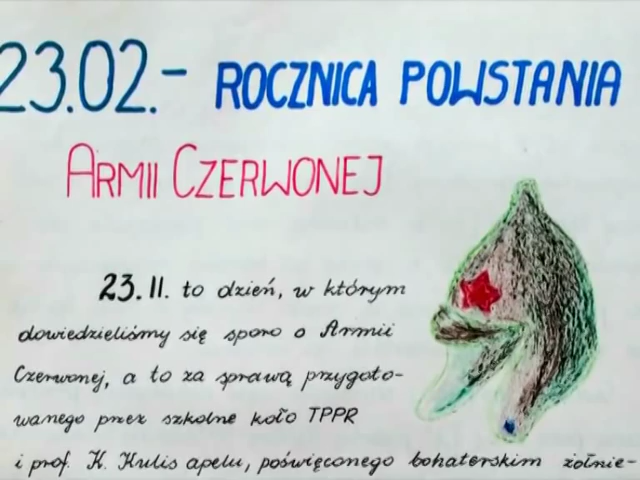 23.02.- ROCZNICA POWSTANIA
ARMII CZERWONEJ
23.II. to dzień, w którym
dowiedzieliśmy się sporo o Armii
Czerwonej, a to za sprawą przygoto-
wanego przez szkolne koło TPPR
i prof. K. Kulis apelu, poświęconego bohaterskim żołnie-